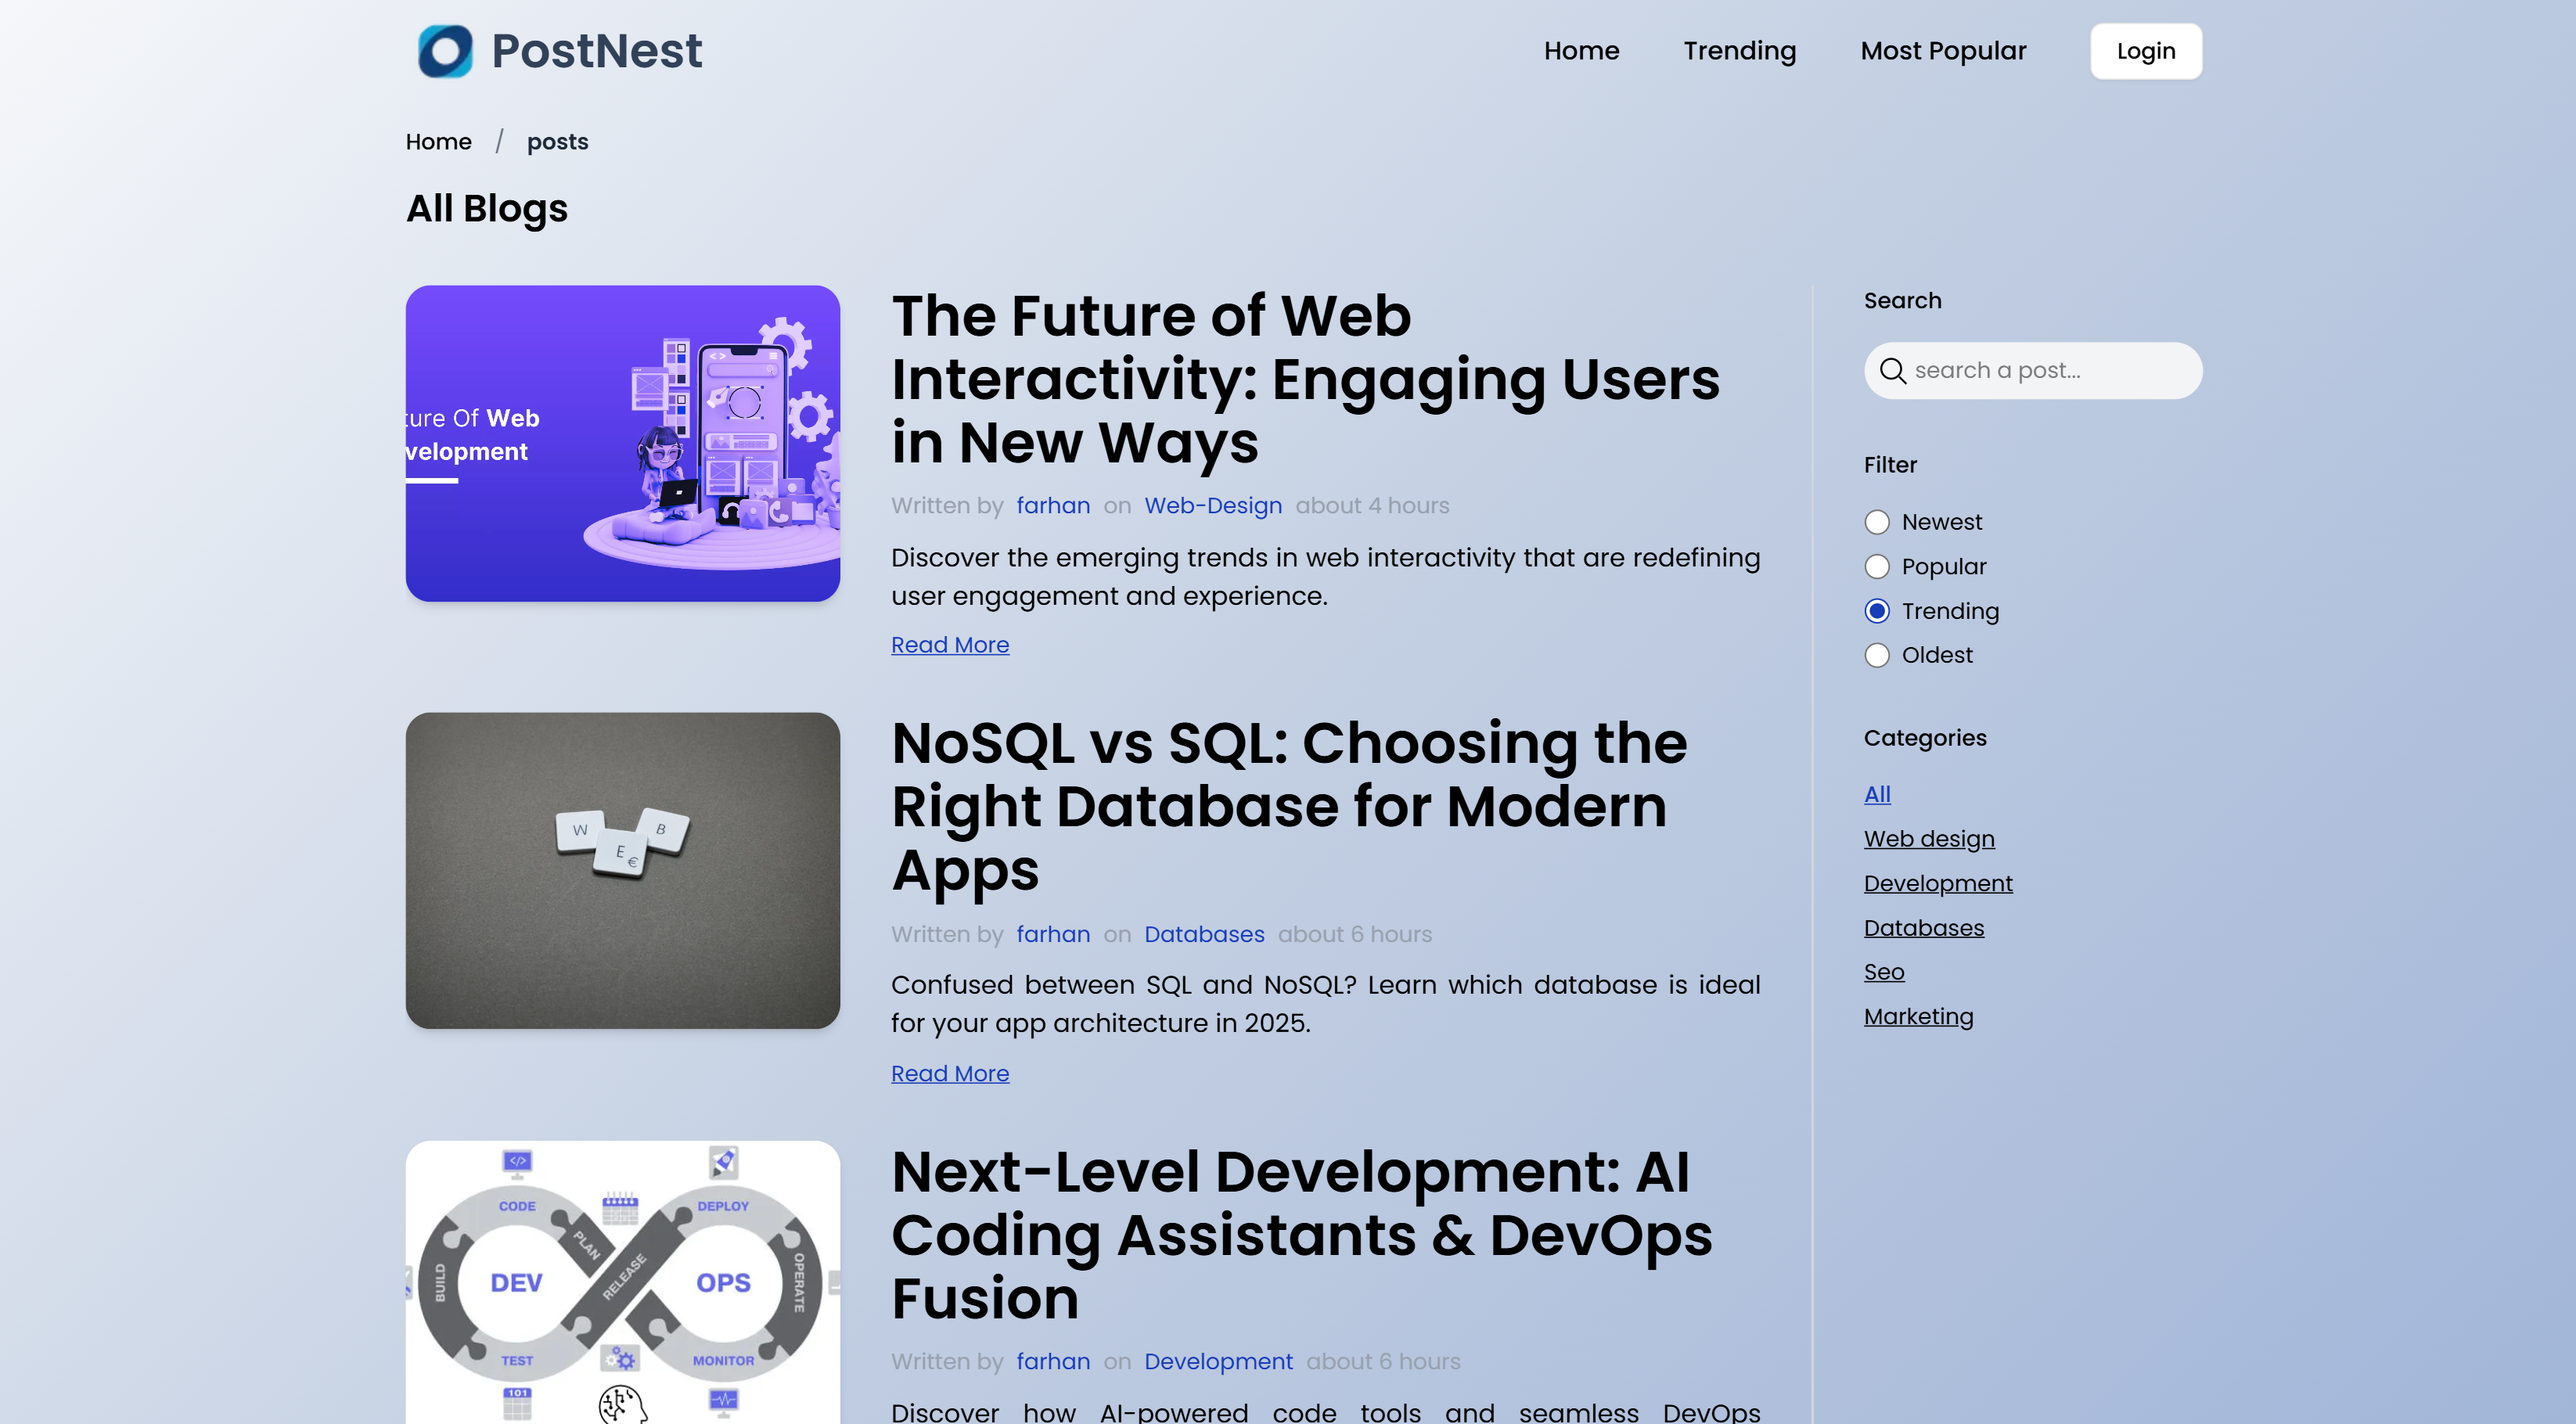 PostNest
Home
Trending
Most Popular
Login
Home / posts
All Blogs
ture Of Web
velopment
The Future of Web
Interactivity: Engaging Users
in New Ways
Written by farhan on Web-Design about 4 hours
Discover the emerging trends in web interactivity that are redefining
user engagement and experience.
Read More
W
E €
B
NoSQL vs SQL: Choosing the
Right Database for Modern
Apps
Written by farhan on Databases about 6 hours
Confused between SQL and NoSQL? Learn which database is ideal
for your app architecture in 2025.
Read More
</>
CODE
DEPLOY
PLAN
BUILD
DEV
RELEASE
OPS
OPERATE
TEST
MONITOR
101
Next-Level Development: AI
Coding Assistants & DevOps
Fusion
Written by farhan on Development about 6 hours
Discover how AI-powered code tools and seamless DevOps
Search
search a post...
Filter
Newest
Popular
Trending
Oldest
Categories
All
Web design
Development
Databases
Seo
Marketing